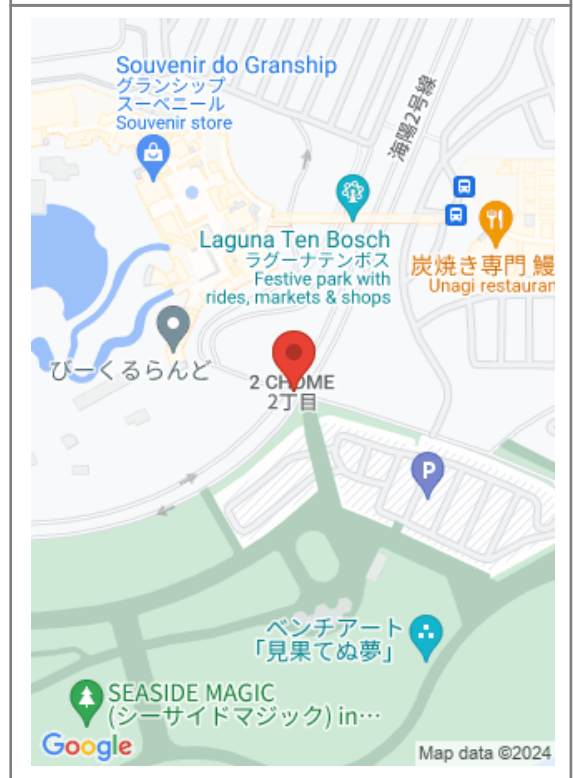 Souvenir do Granship
グランシップ
スーベニール
Souvenir store
海陽2号線
Laguna Ten Bosch
ラグーナテンボス
Festive park with
rides, markets & shops
炭焼き専門 鰻
Unagi restauran
びーくるらんど
2 CHOME
2丁目
P
ベンチアート
「見果てぬ夢」
SEASIDE MAGIC
(シーサイドマジック) in…
Google
Map data ©2024